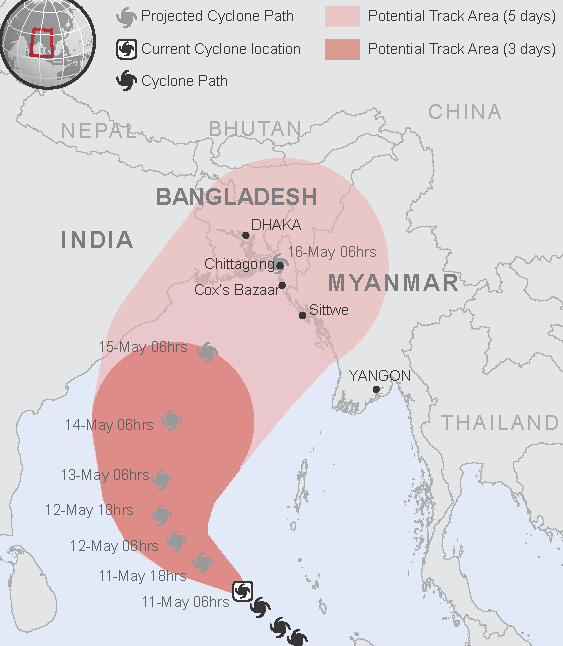 Projected Cyclone Path
Potential Track Area (5 days)
Current Cyclone location
Potential Track Area (3 days)
Cyclone Path
CHINA
NEPAL
BHUTAN
BANGLADESH
DHAKA
INDIA
16-May 06hrs
Chittagong
MYANMAR
Cox's Bazaar
Sittwe
15-May 06hrs
YANGON
14-May 06hrs
THAILAND
13-May 06hrs
12-May 18hrs
12-May 06hrs
11-May 18hrs
11-May 06hrs